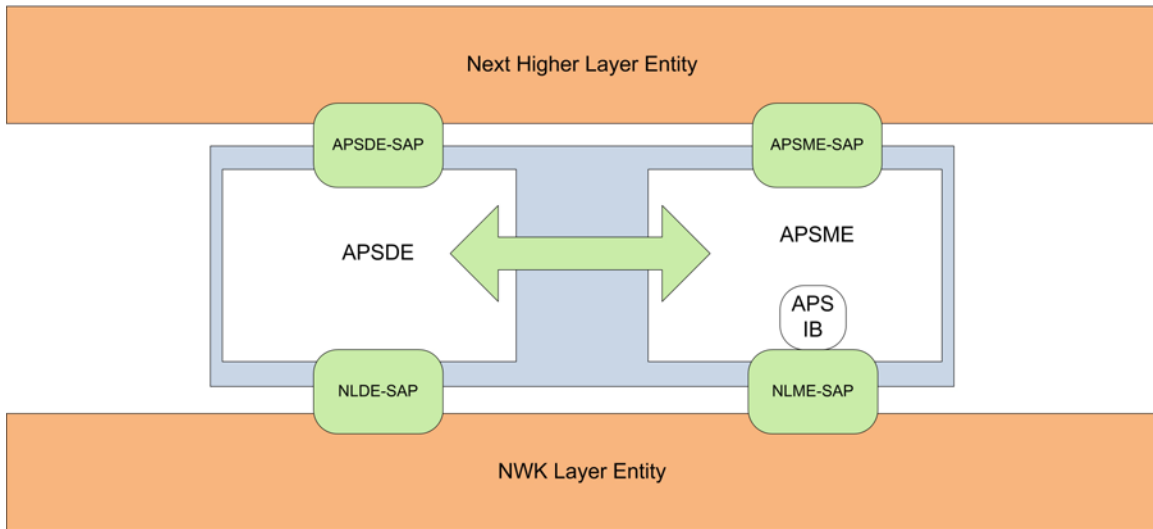 Next Higher Layer Entity
APSDE-SAP
APSME-SAP
APSDE
APSME
APS
IB
NLDE-SAP
NLME-SAP
NWK Layer Entity